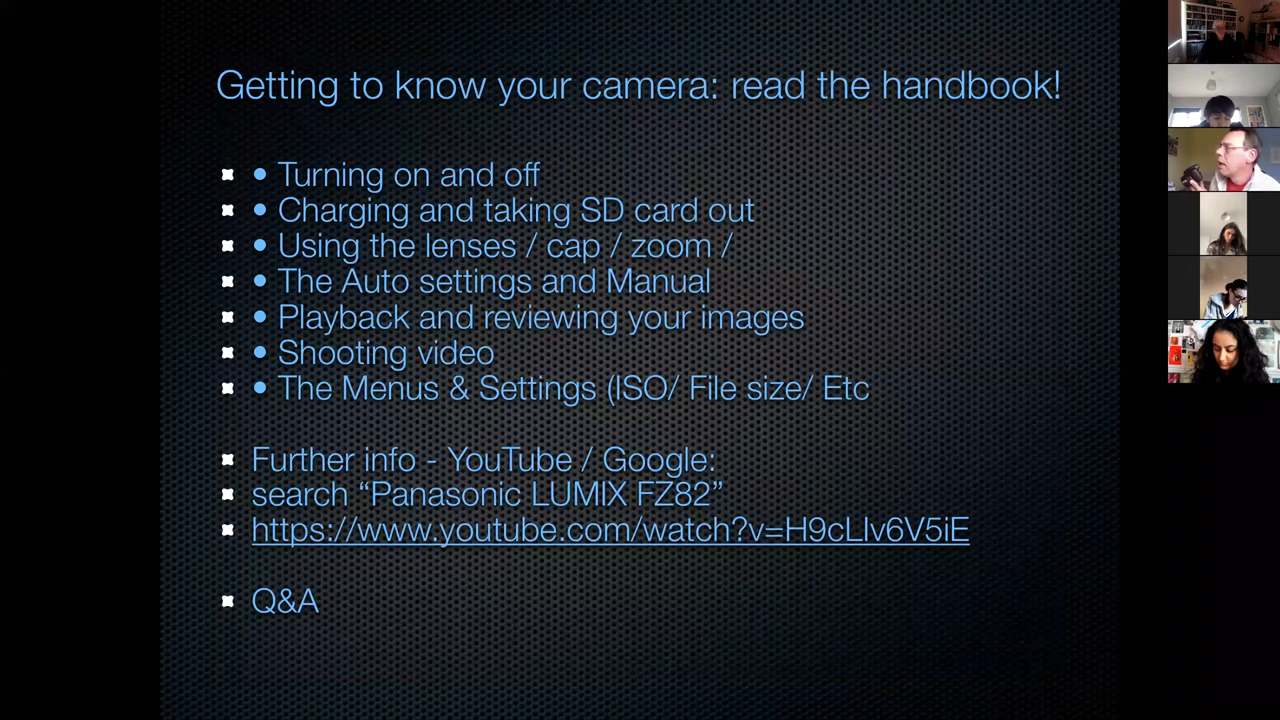 Getting to know your camera: read the handbook!
• Turning on and off
• Charging and taking SD card out
• Using the lenses / cap / zoom /
• The Auto settings and Manual
• Playback and reviewing your images
• Shooting video
• The Menus & Settings (ISO/ File size/ Etc
Further info - YouTube / Google:
search “Panasonic LUMIX FZ82”
https://www.youtube.com/watch?v=H9cLlv6V5iE
Q&A